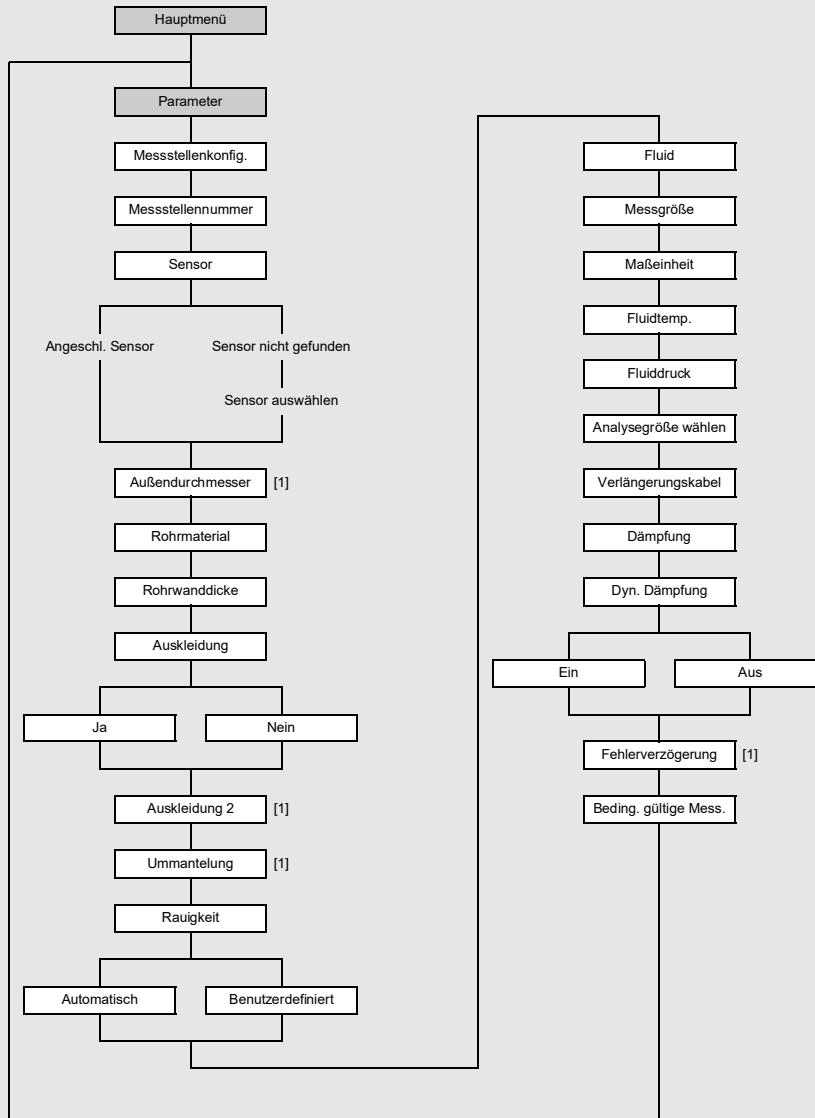 Hauptmenü
Parameter
Messstellenkonfig.
Messstellennummer
Sensor
Angeschl. Sensor
Sensor nicht gefunden
Sensor auswählen
Außendurchmesser [1]
Rohrmaterial
Rohrwanddicke
Auskleidung
Ja
Nein
Auskleidung 2 [1]
Ummantelung [1]
Rauigkeit
Automatisch
Benutzerdefiniert
Fluid
Messgröße
Maßeinheit
Fluidtemp.
Fluiddruck
Analysegröße wählen
Verlängerungskabel
Dämpfung
Dyn. Dämpfung
Ein
Aus
Fehlerverzögerung [1]
Beding. gültige Mess.